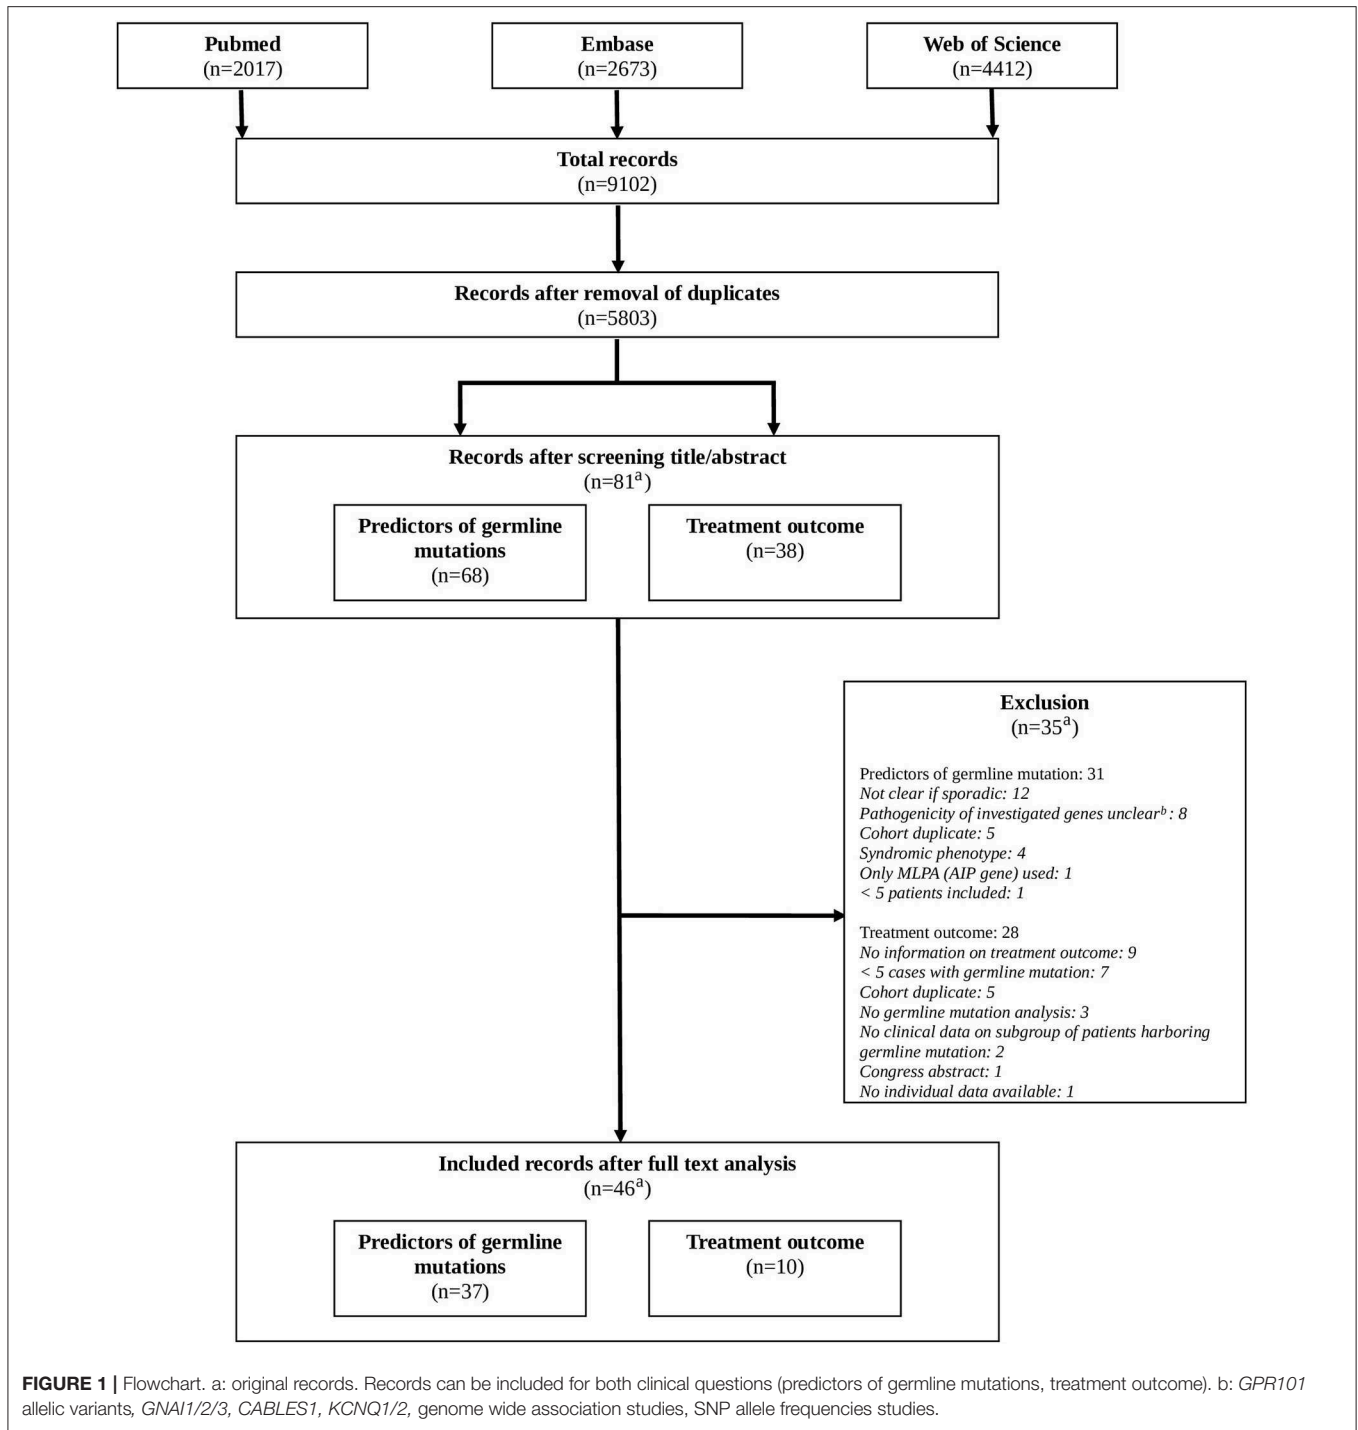 Pubmed
(n=2017)
Embase
(n=2673)
Web of Science
(n=4412)
Total records
(n=9102)
Records after removal of duplicates
(n=5803)
Records after screening title/abstract
(n=81a)
Predictors of germline
mutations
(n=68)
Treatment outcome
(n=38)
Exclusion
(n=35a)
Predictors of germline mutation: 31
Not clear if sporadic: 12
Pathogenicity of investigated genes unclearb: 8
Cohort duplicate: 5
Syndromic phenotype: 4
Only MLPA (AIP gene) used: 1
< 5 patients included: 1
Treatment outcome: 28
No information on treatment outcome: 9
< 5 cases with germline mutation: 7
Cohort duplicate: 5
No germline mutation analysis: 3
No clinical data on subgroup of patients harboring
germline mutation: 2
Congress abstract: 1
No individual data available: 1
Included records after full text analysis
(n=46a)
Predictors of germline
mutations
(n=37)
Treatment outcome
(n=10)
FIGURE 1 | Flowchart. a: original records. Records can be included for both clinical questions (predictors of germline mutations, treatment outcome). b: GPR101
allelic variants, GNAI1/2/3, CABLES1, KCNQ1/2, genome wide association studies, SNP allele frequencies studies.